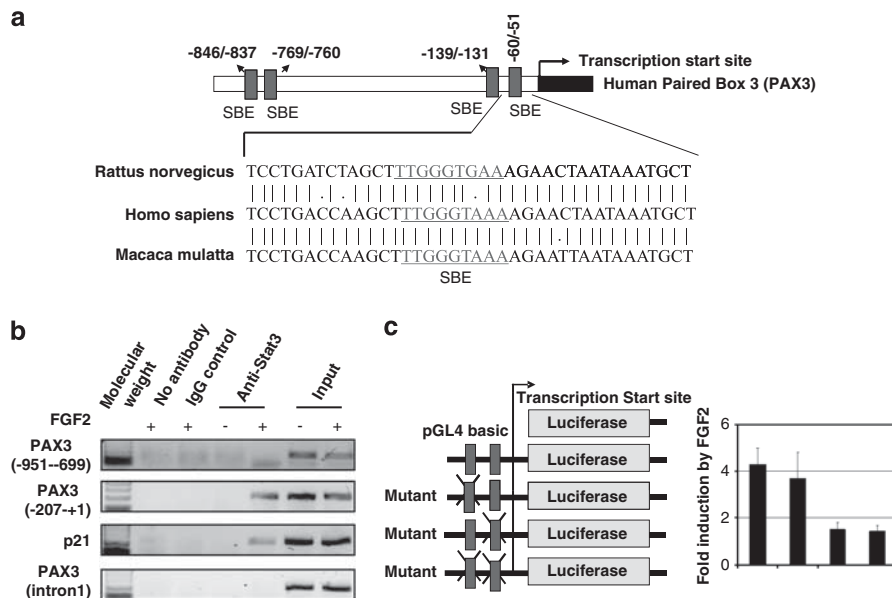 a
-846/-837
-769/-760
-139/-131
-60/-51
Transcription start site
Human Paired Box 3 (PAX3)
SBE
SBE
SBE
SBE
Rattus norvegicus TCCTGATCTAGCTTTGGGTGAAAGAACTAATAAATGCT
Homo sapiens TCCTGACCAAGCTTTGGGTAAAAGAACTAATAAATGCT
Macaca mulatta TCCTGACCAAGCTTTGGGTAAAAGAATTAATAAATGCT
SBE
b
Molecular weight
No antibody
IgG control
Anti-Stat3
Input
FGF2 + + - + - +
PAX3
(-951--699)
PAX3
(-207-+1)
p21
PAX3
(intron1)
c
Transcription Start site
pGL4 basic
Luciferase
Luciferase
Mutant Luciferase
Mutant Luciferase
Mutant Luciferase
Fold induction by FGF2
6
4
2
0